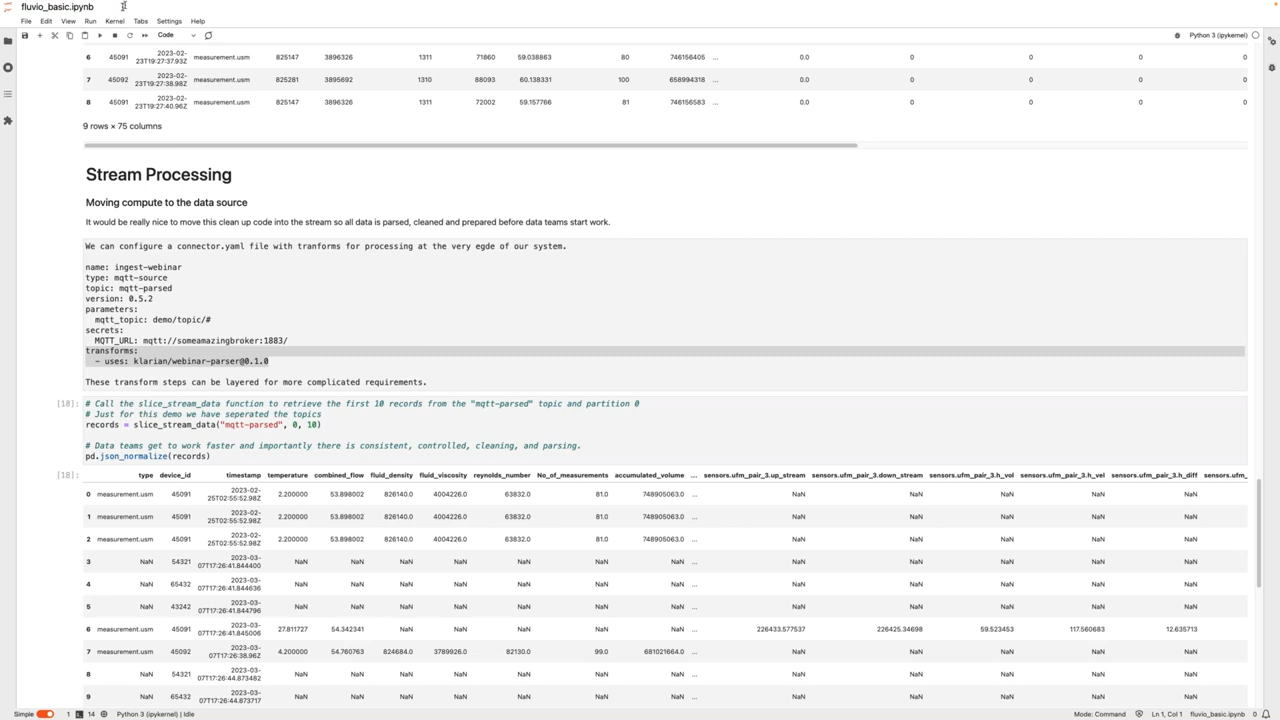 fluvio_basic.ipynb
File Edit View Run Kernel Tabs Settings Help
Code Python 3 (ipykernel)
6 45091 2023-02-23T19:27:37.93Z measurement.usm 825147 3896326 1311 71860 59.038863 80 746156405 ... 0.0 0 0 0 0
7 45092 2023-02-23T19:27:38.98Z measurement.usm 825281 3895692 1310 88093 60.138331 100 658994318 ... 0.0 0 0 0 0
8 45091 2023-02-23T19:27:40.96Z measurement.usm 825147 3896326 1311 72002 59.157766 81 746156583 ... 0.0 0 0 0 0
9 rows × 75 columns
Stream Processing
Moving compute to the data source
It would be really nice to move this clean up code into the stream so all data is parsed, cleaned and prepared before data teams start work.
We can configure a connector.yaml file with tranforms for processing at the very egde of our system.
name: ingest-webinar
type: mqtt-source
topic: mqtt-parsed
version: 0.5.2
parameters:
mqtt_topic: demo/topic/#
secrets:
MQTT_URL: mqtt://someamazingbroker:1883/
transforms:
- uses: klarian/webinar-parser@0.1.0
These transform steps can be layered for more complicated requirements.
[18]: # Call the slice_stream_data function to retrieve the first 10 records from the "mqtt-parsed" topic and partition 0
# Just for this demo we have seperated the topics
records = slice_stream_data("mqtt-parsed", 0, 10)
# Data teams get to work faster and importantly there is consistent, controlled, cleaning, and parsing.
pd.json_normalize(records)
[18]: type device_id timestamp temperature combined_flow fluid_density fluid_viscosity reynolds_number No_of_measurements accumulated_volume ... sensors.ufm_pair_3.up_stream sensors.ufm_pair_3.down_stream sensors.ufm_pair_3.h_vol sensors.ufm_pair_3.h_vel sensors.ufm_pair_3.h_diff sensors.ufm_
0 measurement.usm 45091 2023-02-25T02:55:52.98Z 2.200000 53.898002 826140.0 4004226.0 63832.0 81.0 748905063.0 ... NaN NaN NaN NaN NaN
1 measurement.usm 45091 2023-02-25T02:55:52.98Z 2.200000 53.898002 826140.0 4004226.0 63832.0 81.0 748905063.0 ... NaN NaN NaN NaN NaN
2 measurement.usm 45091 2023-02-25T02:55:52.98Z 2.200000 53.898002 826140.0 4004226.0 63832.0 81.0 748905063.0 ... NaN NaN NaN NaN NaN
3 NaN 54321 2023-03-07T17:26:41.844400 NaN NaN NaN NaN NaN NaN NaN ... NaN NaN NaN NaN NaN
4 NaN 65432 2023-03-07T17:26:41.844636 NaN NaN NaN NaN NaN NaN NaN ... NaN NaN NaN NaN NaN
5 NaN 43242 2023-03-07T17:26:41.844796 NaN NaN NaN NaN NaN NaN NaN ... NaN NaN NaN NaN NaN
6 measurement.usm 45091 2023-03-07T17:26:41.845006 27.811727 54.342341 NaN NaN NaN NaN NaN ... 226433.577537 226425.34698 59.523453 117.560683 12.635713
7 measurement.usm 45092 2023-03-07T17:26:38.96Z 4.200000 54.760763 824684.0 3789926.0 82130.0 99.0 681021664.0 ... NaN NaN NaN NaN NaN
8 NaN 54321 2023-03-07T17:26:44.873482 NaN NaN NaN NaN NaN NaN NaN ... NaN NaN NaN NaN NaN
9 NaN 65432 2023-03-07T17:26:44.873717 NaN NaN NaN NaN NaN NaN NaN ... NaN NaN NaN NaN NaN
Simple 1 14 Python 3 (ipykernel) | Idle Mode: Command Ln 1, Col 1 fluvio_basic.ipynb 0